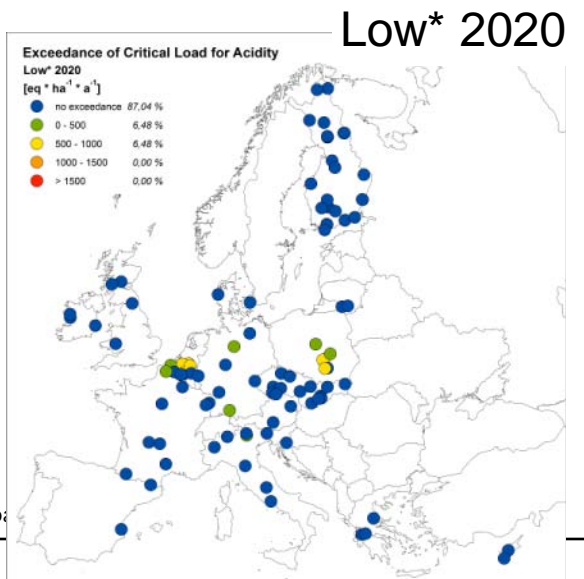 Low* 2020
Exceedance of Critical Load for Acidity
Low* 2020
[eq * ha⁻¹ * a⁻¹]
no exceedance 87,04 %
0 - 500 6,48 %
500 - 1000 6,48 %
1000 - 1500 0,00 %
> 1500 0,00 %